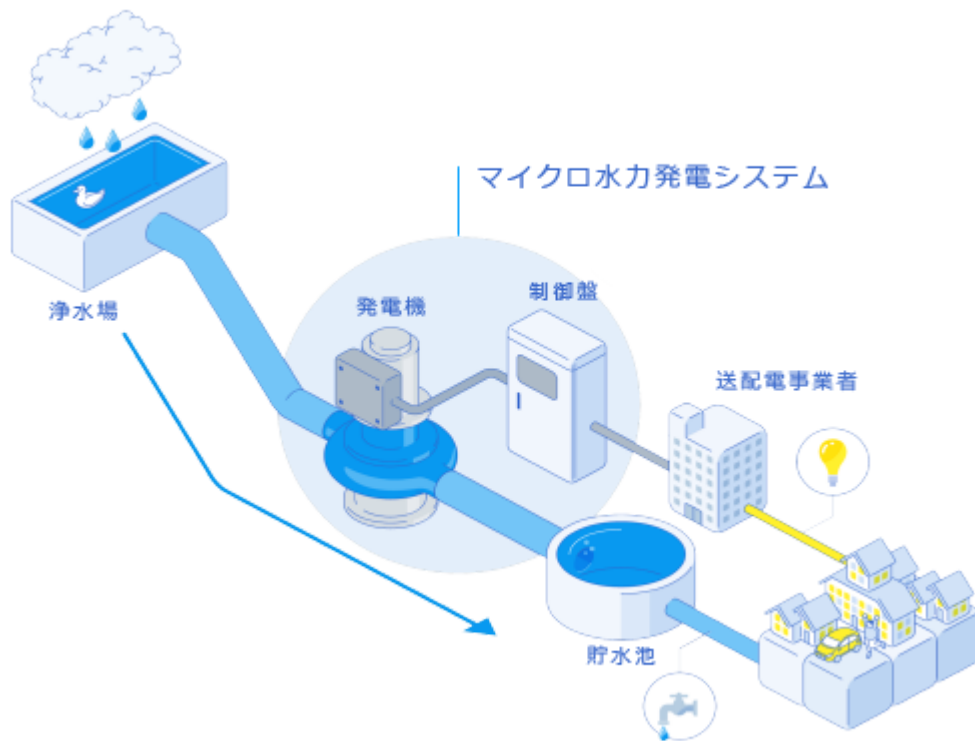 マイクロ水力発電システム
浄水場
発電機
制御盤
送配電事業者
貯水池